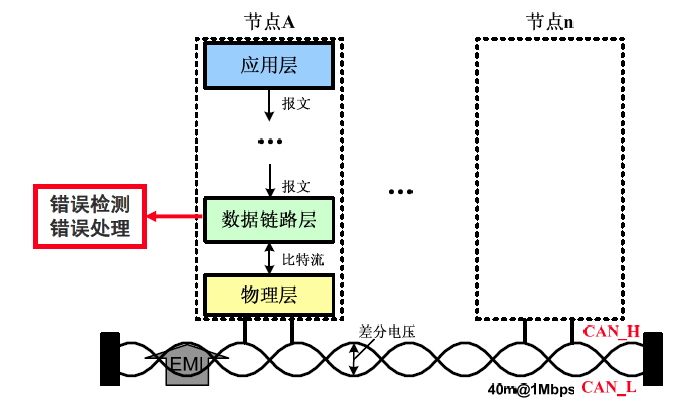 节点A
节点n
应用层
报文
...
报文
...
错误检测
错误处理
数据链路层
比特流
物理层
差分电压
CAN_H
EMI
40m@1Mbps
CAN_L